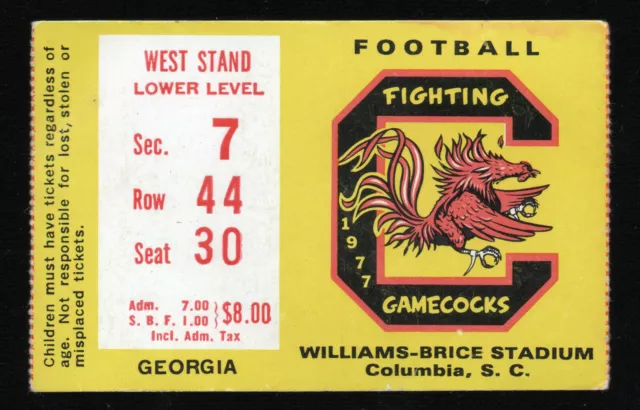 Children must have tickets regardless of
age. Not responsible for lost, stolen or
misplaced tickets.
WEST STAND
LOWER LEVEL
Sec. 7
Row 44
Seat 30
Adm. 7.00
S. B. F. 1.00 } $8.00
Incl. Adm. Tax
GEORGIA
FOOTBALL
FIGHTING
1977
GAMECOCKS
WILLIAMS-BRICE STADIUM
Columbia, S. C.